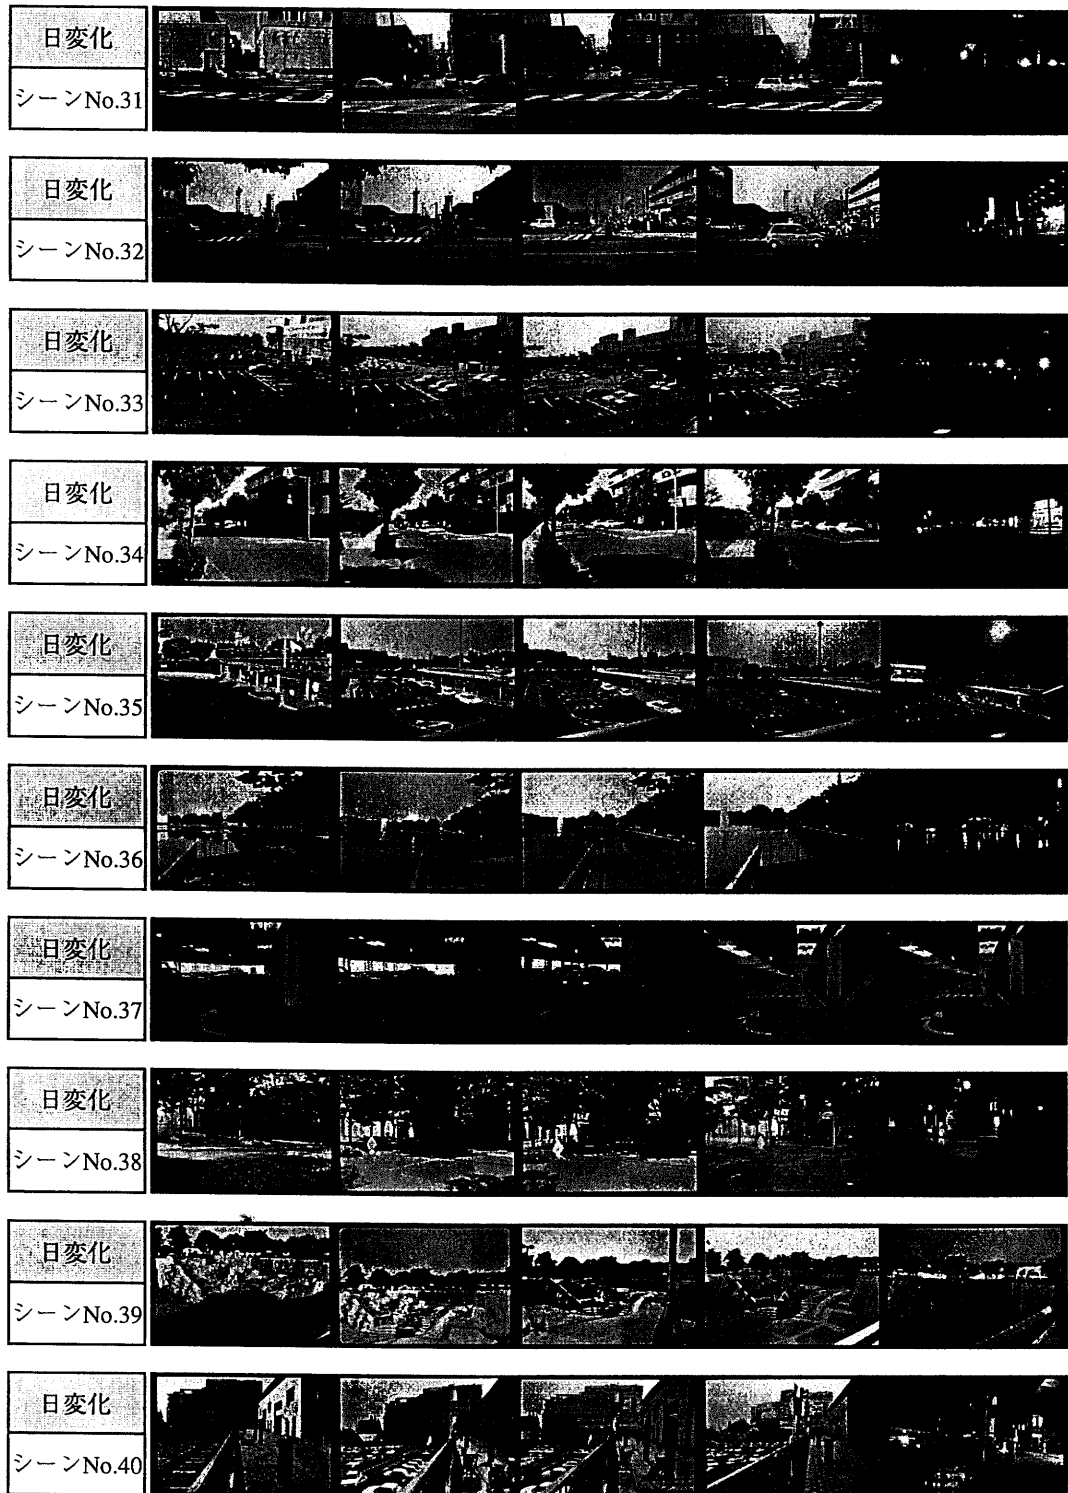 日変化
シーンNo.31
日変化
シーンNo.32
日変化
シーンNo.33
日変化
シーンNo.34
日変化
シーンNo.35
日変化
シーンNo.36
日変化
シーンNo.37
日変化
シーンNo.38
日変化
シーンNo.39
日変化
シーンNo.40